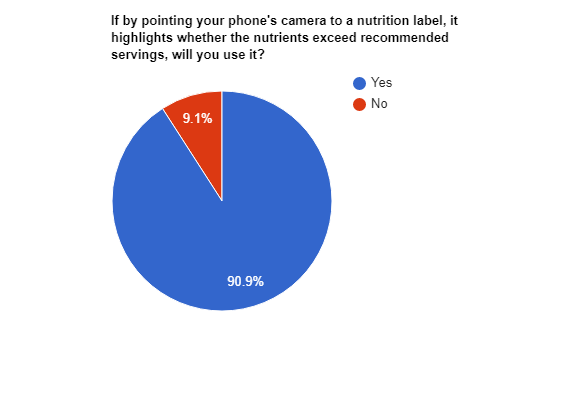 If by pointing your phone's camera to a nutrition label, it
highlights whether the nutrients exceed recommended
servings, will you use it?
Yes
No
9.1%
90.9%